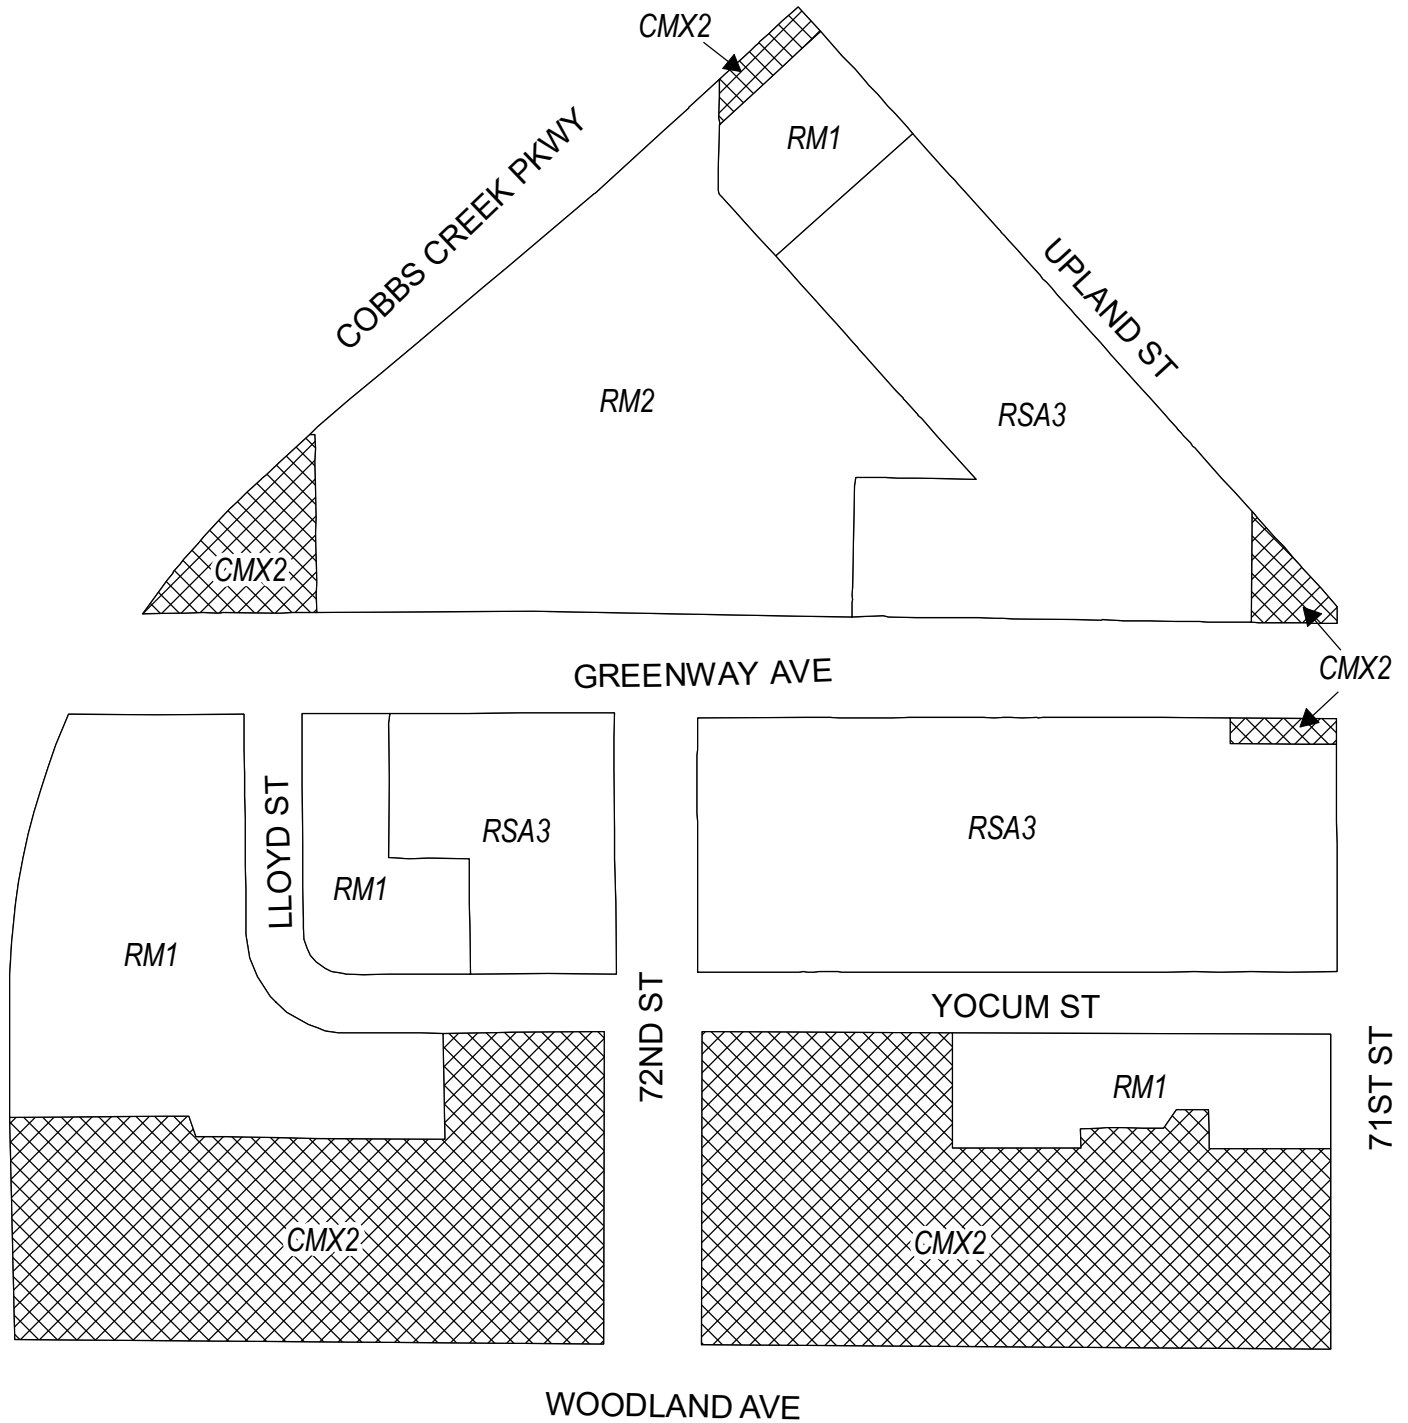 CMX2
COBBS CREEK PKWY
RM1
UPLAND ST
RM2
RSA3
CMX2
GREENWAY AVE
CMX2
LLOYD ST
RSA3
RSA3
RM1
RM1
72ND ST
YOCUM ST
71ST ST
RM1
CMX2
CMX2
WOODLAND AVE